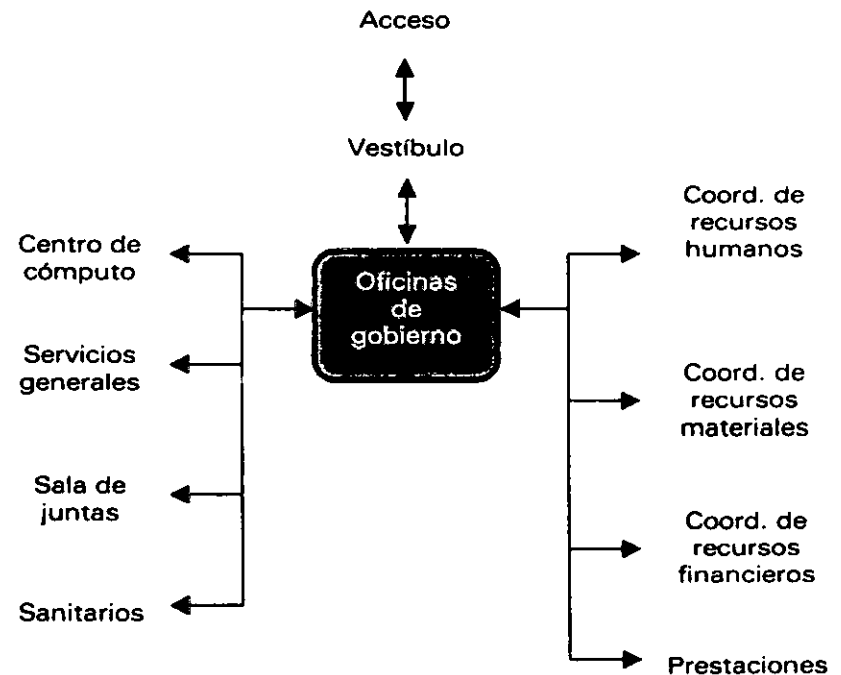 Acceso
Vestíbulo
Oficinas
de
gobierno
Centro de
cómputo
Servicios
generales
Sala de
juntas
Sanitarios
Coord. de
recursos
humanos
Coord. de
recursos
materiales
Coord. de
recursos
financieros
Prestaciones